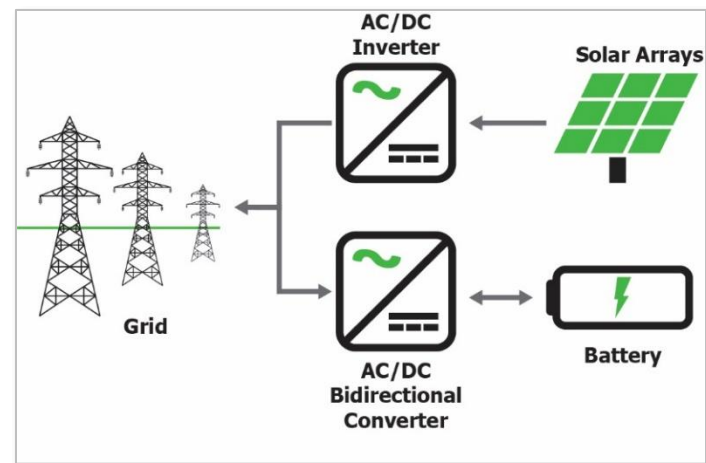 AC/DC
Inverter
Solar Arrays
Grid
AC/DC
Bidirectional
Converter
Battery